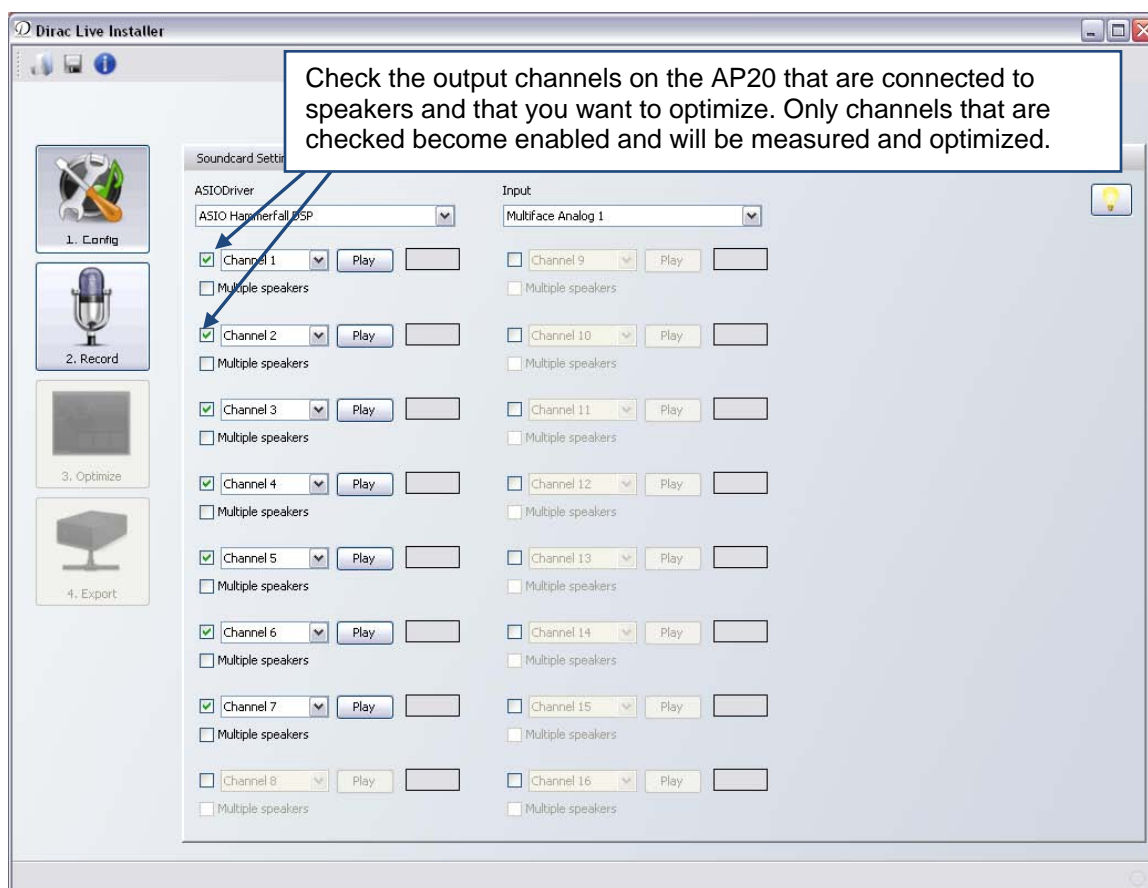 Dirac Live Installer
Check the output channels on the AP20 that are connected to
speakers and that you want to optimize. Only channels that are
checked become enabled and will be measured and optimized.
1. Config
2. Record
3. Optimize
4. Export
Soundcard
ASIODriver
Input
ASIO Hammerfall DSP
Multiface Analog 1
Channel 1 Play
Channel 9 Play
Multiple speakers
Multiple speakers
Channel 2 Play
Channel 10 Play
Multiple speakers
Multiple speakers
Channel 3 Play
Channel 11 Play
Multiple speakers
Multiple speakers
Channel 4 Play
Channel 12 Play
Multiple speakers
Multiple speakers
Channel 5 Play
Channel 13 Play
Multiple speakers
Multiple speakers
Channel 6 Play
Channel 14 Play
Multiple speakers
Multiple speakers
Channel 7 Play
Channel 15 Play
Multiple speakers
Multiple speakers
Channel 8 Play
Channel 16 Play
Multiple speakers
Multiple speakers